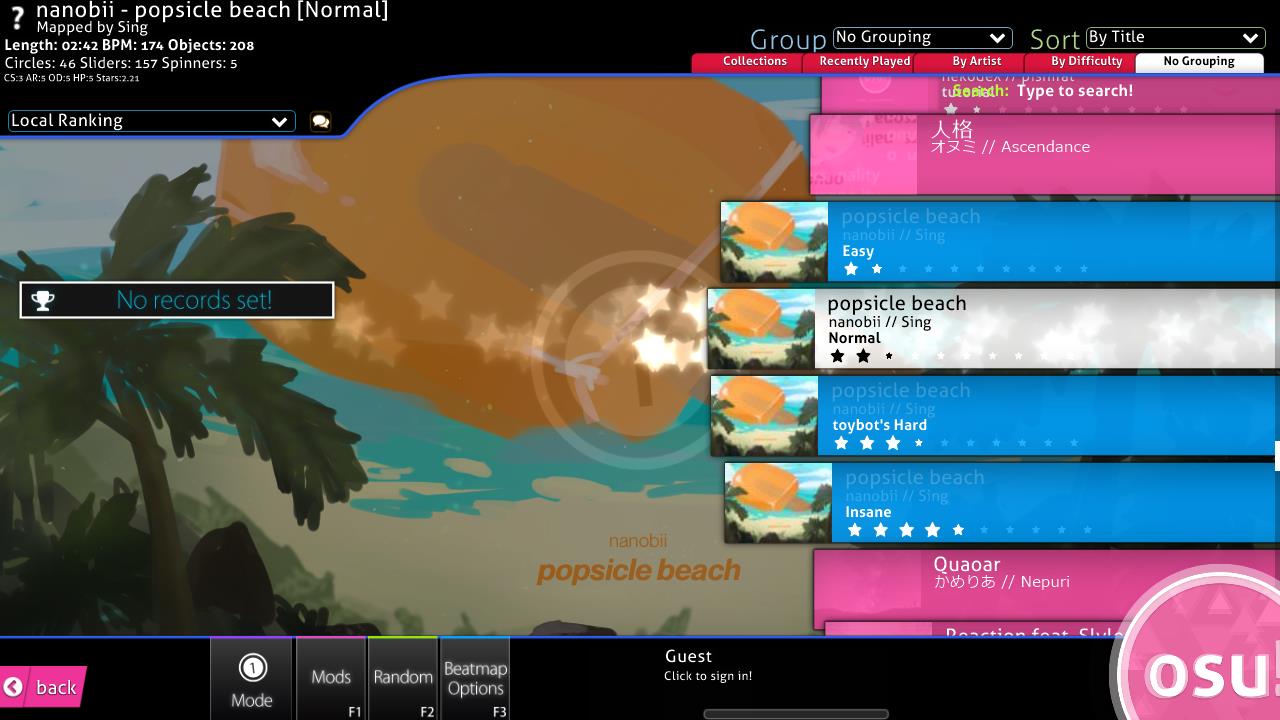 nanobii - popsicle beach [Normal]
Mapped by Sing
Length: 02:42 BPM: 174 Objects: 208
Circles: 46 Sliders: 157 Spinners: 5
CS:3 AR:5 OD:5 HP:5 Stars:2.21
Group No Grouping
Sort By Title
Collections
Recently Played
By Artist
By Difficulty
No Grouping
Local Ranking
Search: Type to search!
人格
オヌミ // Ascendance
popsicle beach
nanobii // Sing
Easy
No records set!
popsicle beach
nanobii // Sing
Normal
popsicle beach
nanobii // Sing
toybot's Hard
popsicle beach
nanobii // Sing
Insane
nanobii
popsicle beach
Quaoar
かめりあ // Nepuri
back
1
Mode
Mods
F1
Random
F2
Beatmap
Options
F3
Guest
Click to sign in!
osu!